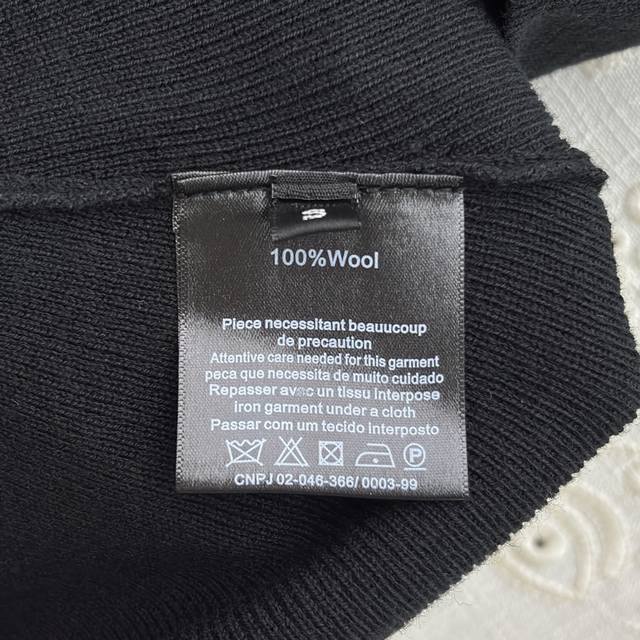 100%Wool
Piece necessitant beauucoup
de precaution
Attentive care needed for this garment
peca que necessita de muito cuidado
Repasser avec un tissu interpose
iron garment under a cloth
Passar com um tecido interposto
CNPJ 02-046-366/ 0003-99